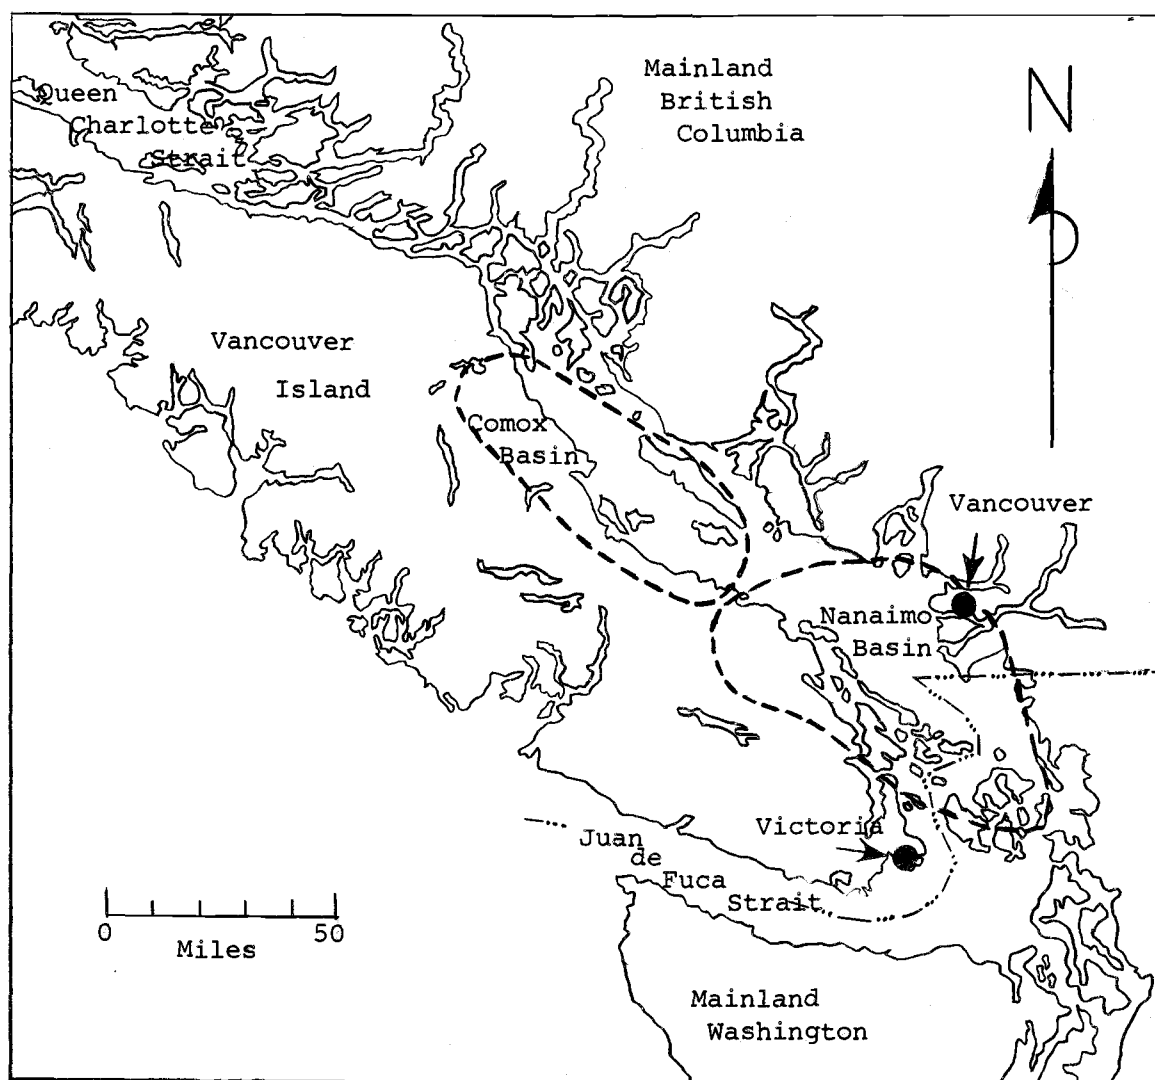 Mainland
British
Columbia
N
Queen
Charlotte
Strait
Vancouver
Island
Comox
Basin
Vancouver
Nanaimo
Basin
Victoria
Juan
de
Fuca
Strait
0 50
Miles
Mainland
Washington